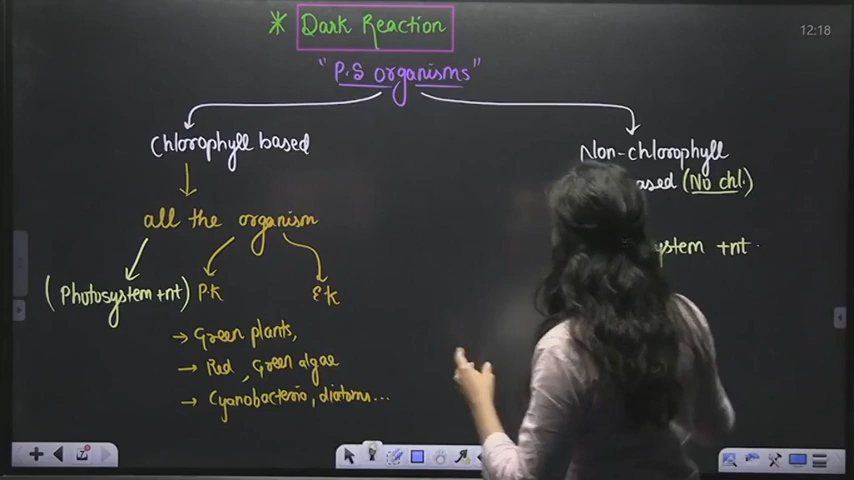 * Dark Reaction
12:18
"P.S organisms"
Chlorophyll based
Non-chlorophyll
ased (No chl.)
all the organism
ystem +nt.
(Photosystem +nt) P.K
E.K
→ Green plants,
→ Red, Green algae
→ Cyanobacteria, diatoms...